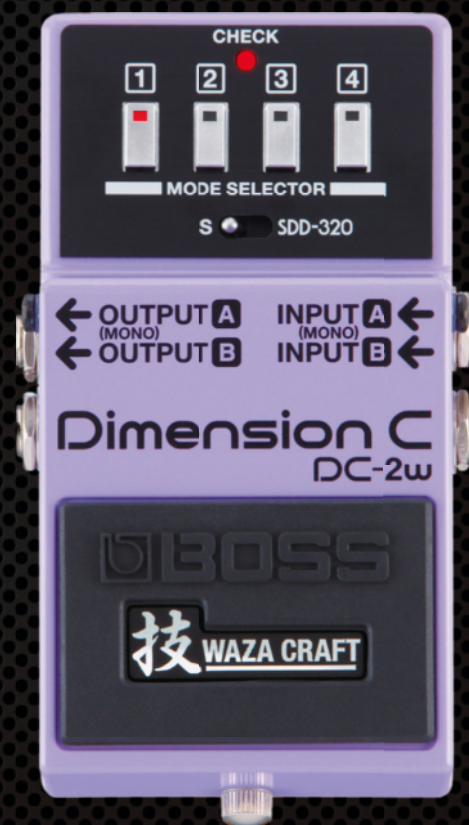 CHECK
1 2 3 4
MODE SELECTOR
S SDD-320
← OUTPUT A INPUT A ←
(MONO) (MONO)
← OUTPUT B INPUT B ←
Dimension C
DC-2w
BOSS
技 WAZA CRAFT